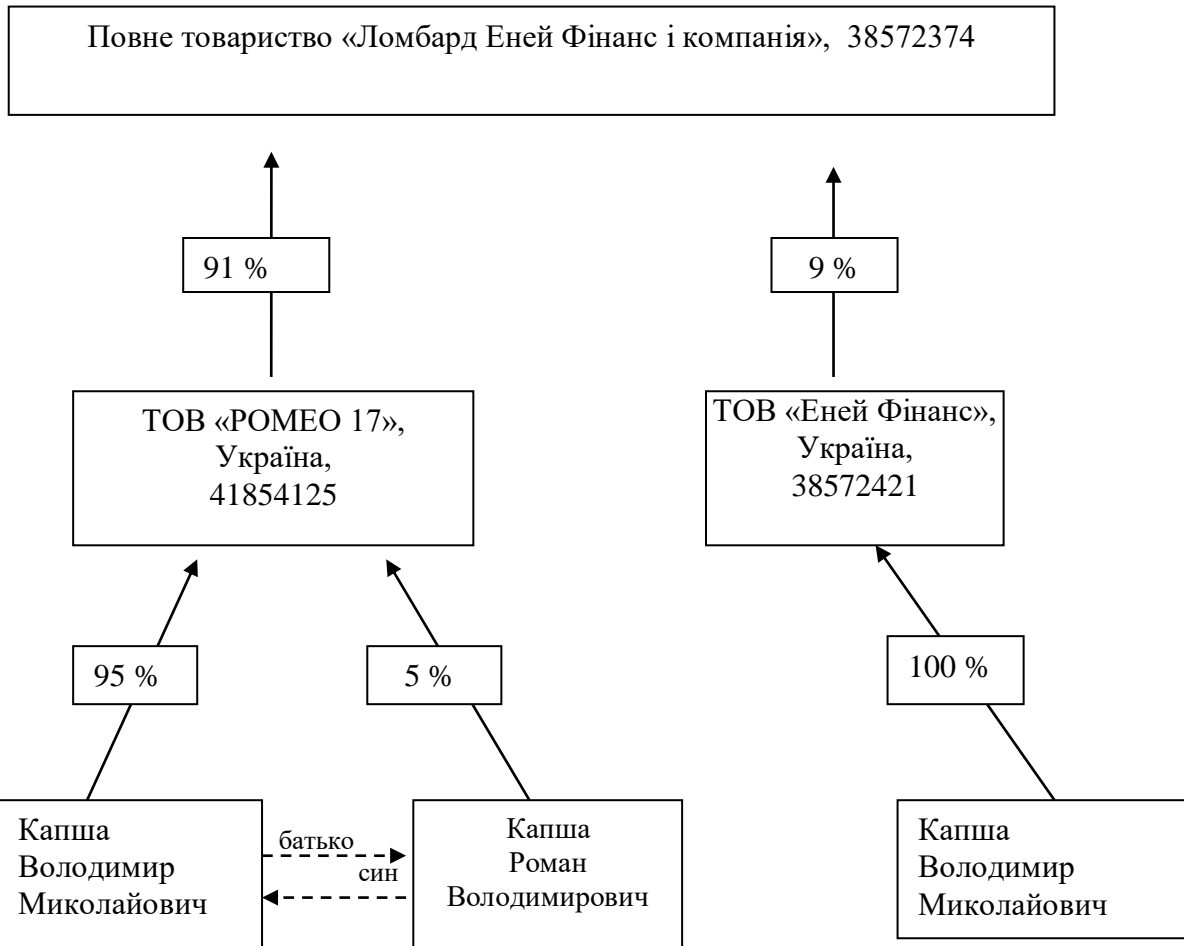 Повне товариство «Ломбард Еней Фінанс і компанія», 38572374
91 %
9 %
ТОВ «РОМЕО 17»,
Україна,
41854125
ТОВ «Еней Фінанс»,
Україна,
38572421
95 %
5 %
100 %
Капша
Володимир
Миколайович
батько
син
Капша
Роман
Володимирович
Капша
Володимир
Миколайович